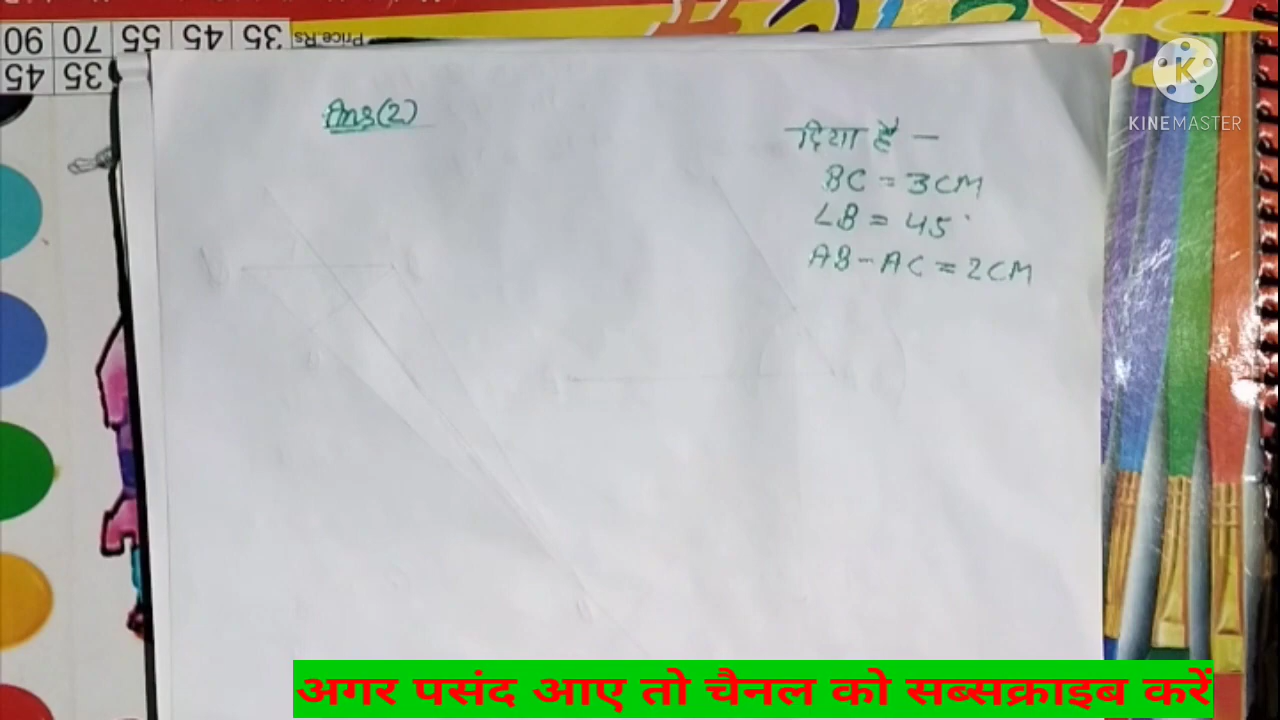 90 70 55 45 35 Price Rs
45 35
KINEMASTER
Ans(2)
दिया है -
BC = 3CM
∠B = 45°
AB - AC = 2CM
अगर पसंद आए तो चैनल को सब्सक्राइब करें